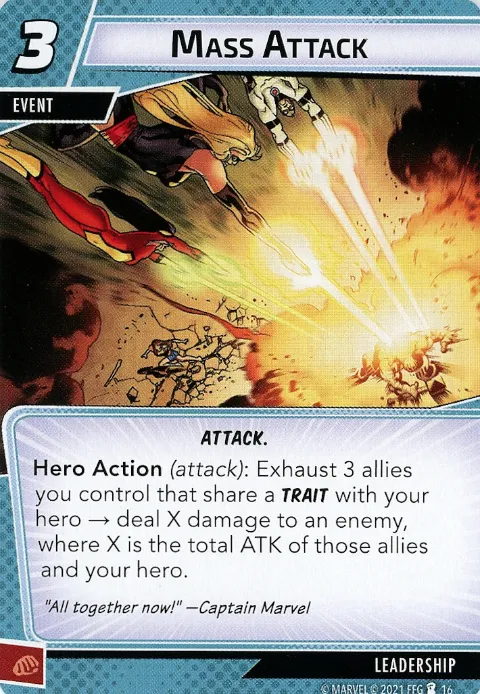 3
MASS ATTACK
EVENT
ATTACK.
Hero Action (attack): Exhaust 3 allies
you control that share a TRAIT with your
hero → deal X damage to an enemy,
where X is the total ATK of those allies
and your hero.
"All together now!" —Captain Marvel
LEADERSHIP
© MARVEL © 2021 FFG 16